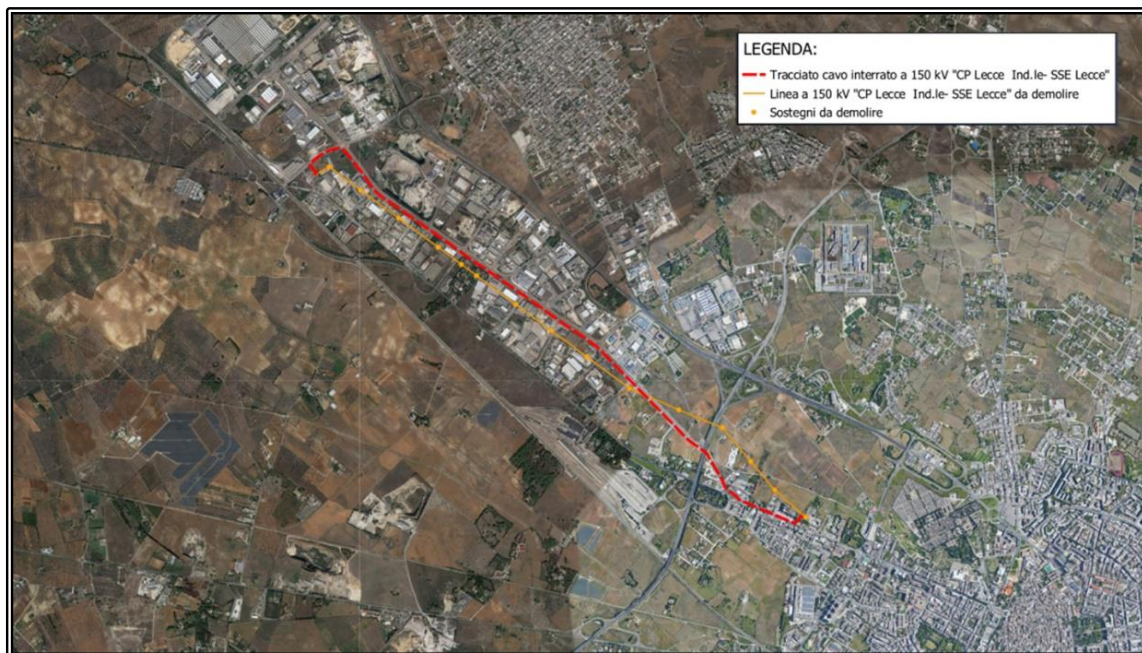 LEGENDA:
Tracciato cavo interrato a 150 kV "CP Lecce Ind.le- SSE Lecce"
Linea a 150 kV "CP Lecce Ind.le- SSE Lecce" da demolire
Sostegni da demolire